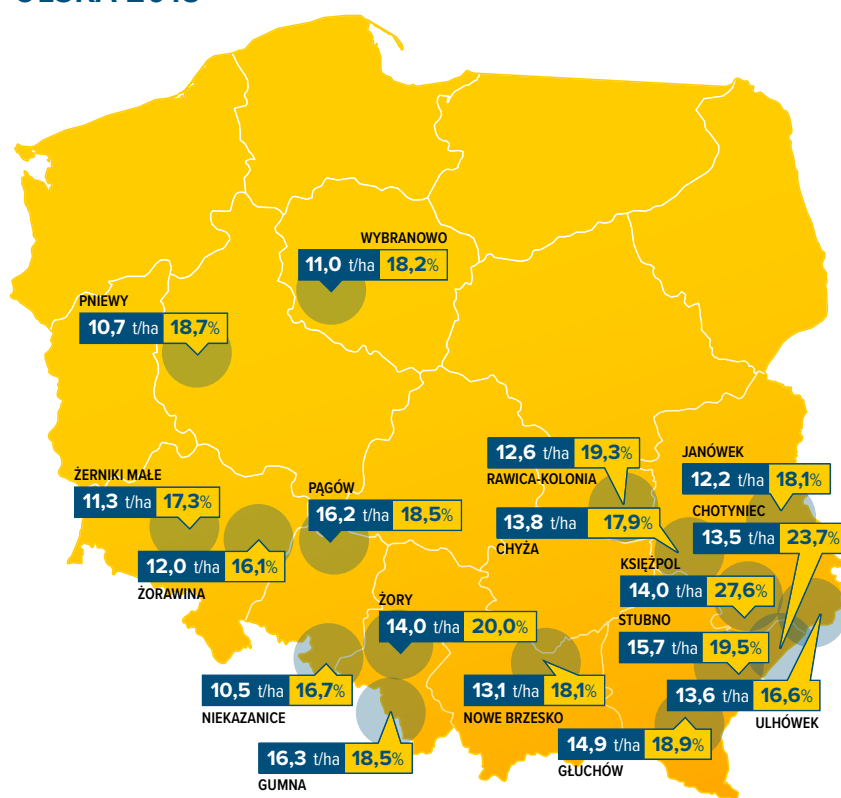 WYBRANOWO
11,0 t/ha 18,2%
PNIEWY
10,7 t/ha 18,7%
ŻERNIKI MAŁE
11,3 t/ha 17,3%
12,0 t/ha 16,1%
ŻORAWINA
PĄGÓW
16,2 t/ha 18,5%
12,6 t/ha 19,3%
RAWICA-KOLONIA
13,8 t/ha 17,9%
CHYŻA
JANÓWEK
12,2 t/ha 18,1%
CHOTYNIEC
13,5 t/ha 23,7%
KSIĘŻPOL
14,0 t/ha 27,6%
STUBNO
15,7 t/ha 19,5%
13,6 t/ha 16,6%
ULHÓWEK
ŻORY
14,0 t/ha 20,0%
10,5 t/ha 16,7%
NIEKAZANICE
13,1 t/ha 18,1%
NOWE BRZESKO
16,3 t/ha 18,5%
GUMNA
14,9 t/ha 18,9%
GŁUCHÓW